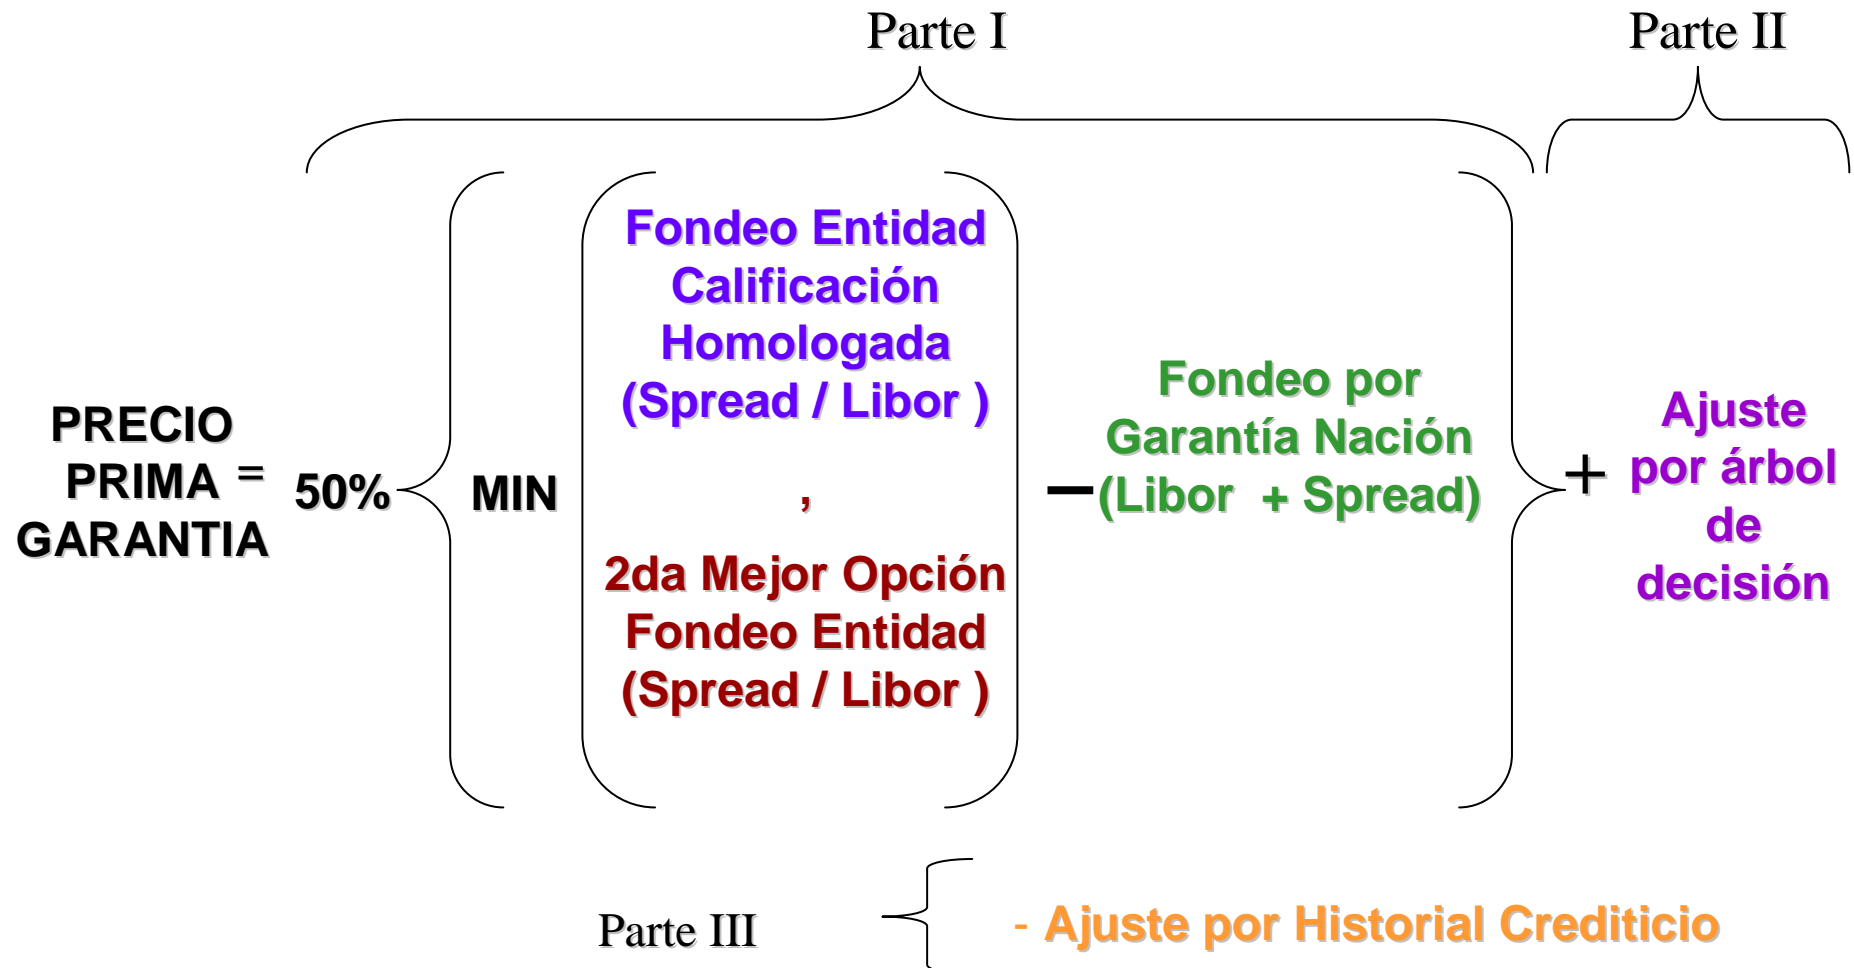 Parte I
Parte II
PRECIO
PRIMA =
GARANTIA
50%
MIN
Fondeo Entidad
Calificación
Homologada
(Spread / Libor )
,
2da Mejor Opción
Fondeo Entidad
(Spread / Libor )
−
Fondeo por
Garantía Nación
(Libor + Spread)
+
Ajuste
por árbol
de
decisión
Parte III
- Ajuste por Historial Crediticio